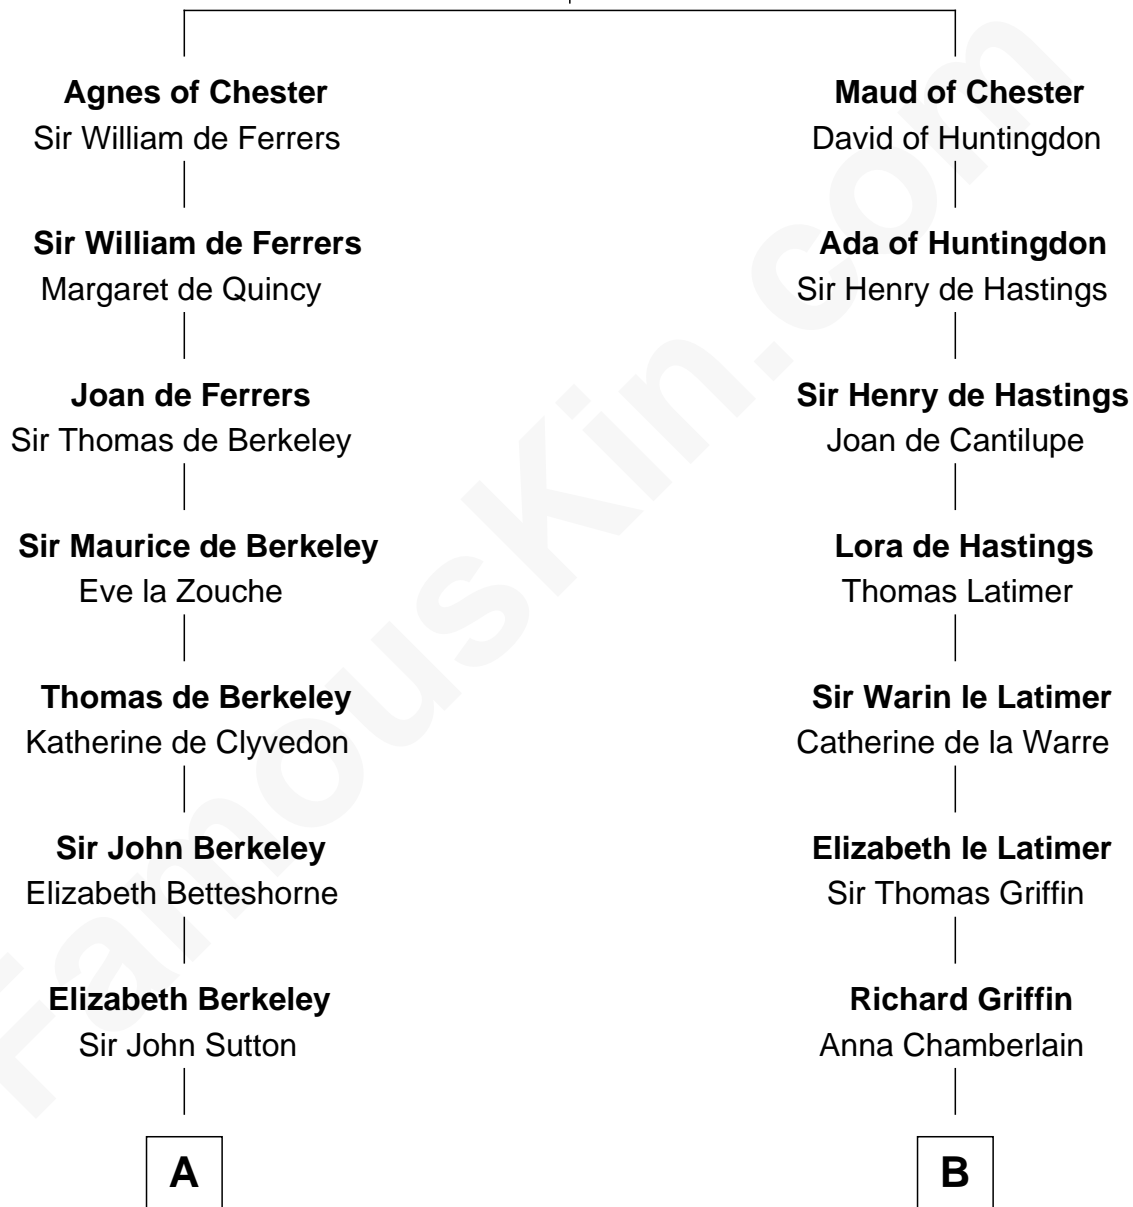 Agnes of Chester
Sir William de Ferrers
Sir William de Ferrers
Margaret de Quincy
Joan de Ferrers
Sir Thomas de Berkeley
Sir Maurice de Berkeley
Eve la Zouche
Thomas de Berkeley
Katherine de Clyvedon
Sir John Berkeley
Elizabeth Betteshorne
Elizabeth Berkeley
Sir John Sutton
A
Maud of Chester
David of Huntingdon
Ada of Huntingdon
Sir Henry de Hastings
Sir Henry de Hastings
Joan de Cantilupe
Lora de Hastings
Thomas Latimer
Sir Warin le Latimer
Catherine de la Warre
Elizabeth le Latimer
Sir Thomas Griffin
Richard Griffin
Anna Chamberlain
B
FamousKin.com